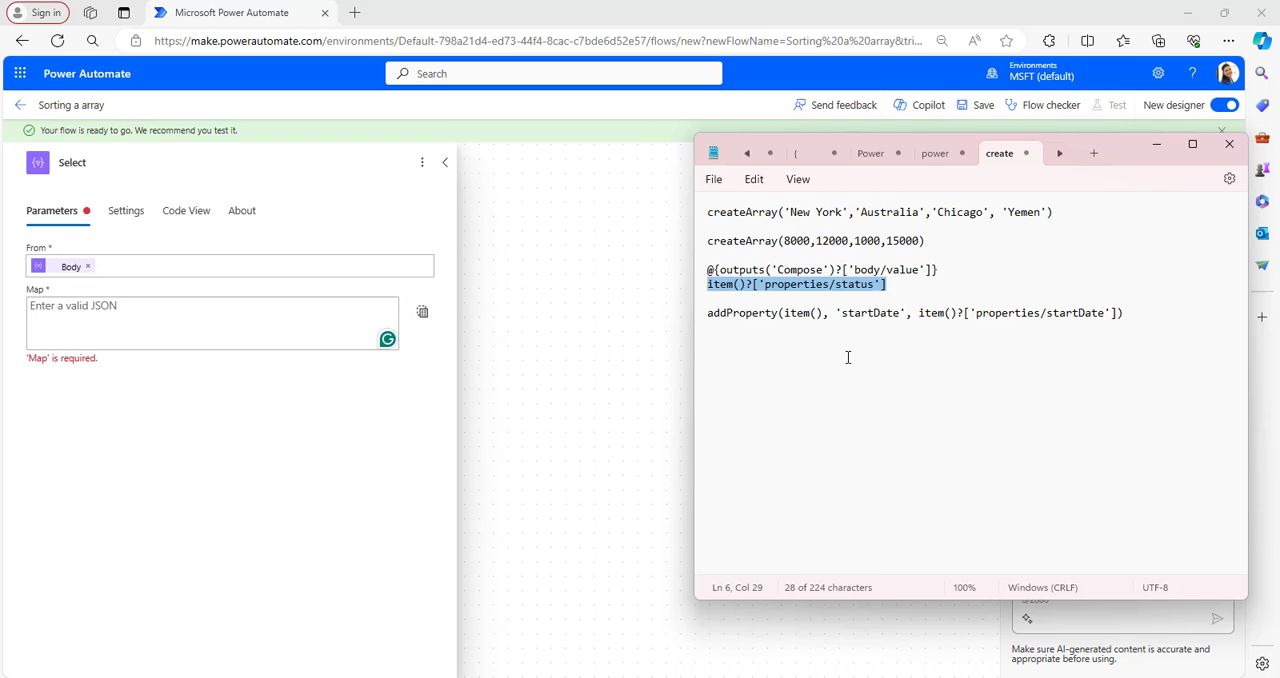 Sign in
Microsoft Power Automate
https://make.powerautomate.com/environments/Default-798a21d4-ed73-44f4-8cac-c7bde6d52e57/flows/new?newFlowName=Sorting%20a%20array&tri...
Power Automate
Search
Environments
MSFT (default)
Sorting a array
Send feedback
Copilot
Save
Flow checker
Test
New designer
Your flow is ready to go. We recommend you test it.
Select
Parameters
Settings
Code View
About
From *
Body
Map *
Enter a valid JSON
'Map' is required.
(
Power
power
create
File
Edit
View
createArray('New York','Australia','Chicago', 'Yemen')
createArray(8000,12000,1000,15000)
@{outputs('Compose')?['body/value']}
item()?['properties/status']
addProperty(item(), 'startDate', item()?['properties/startDate'])
Ln 6, Col 29
28 of 224 characters
100%
Windows (CRLF)
UTF-8
Make sure AI-generated content is accurate and
appropriate before using.